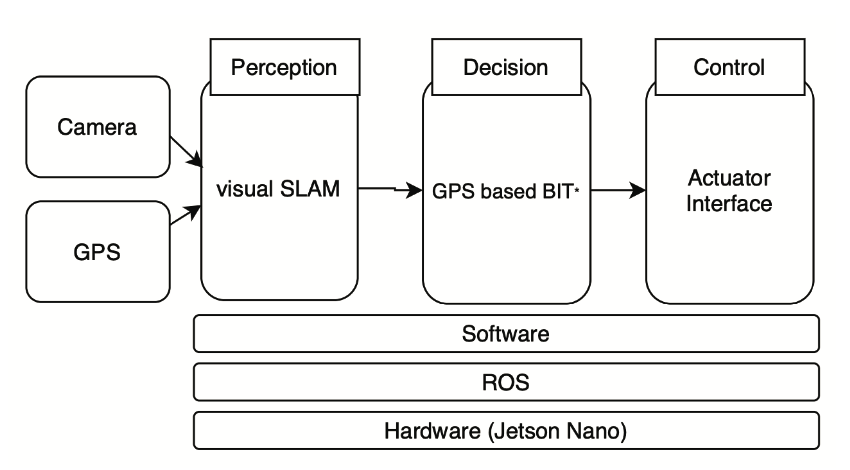 Camera
GPS
Perception
visual SLAM
Decision
GPS based BIT*
Control
Actuator
Interface
Software
ROS
Hardware (Jetson Nano)